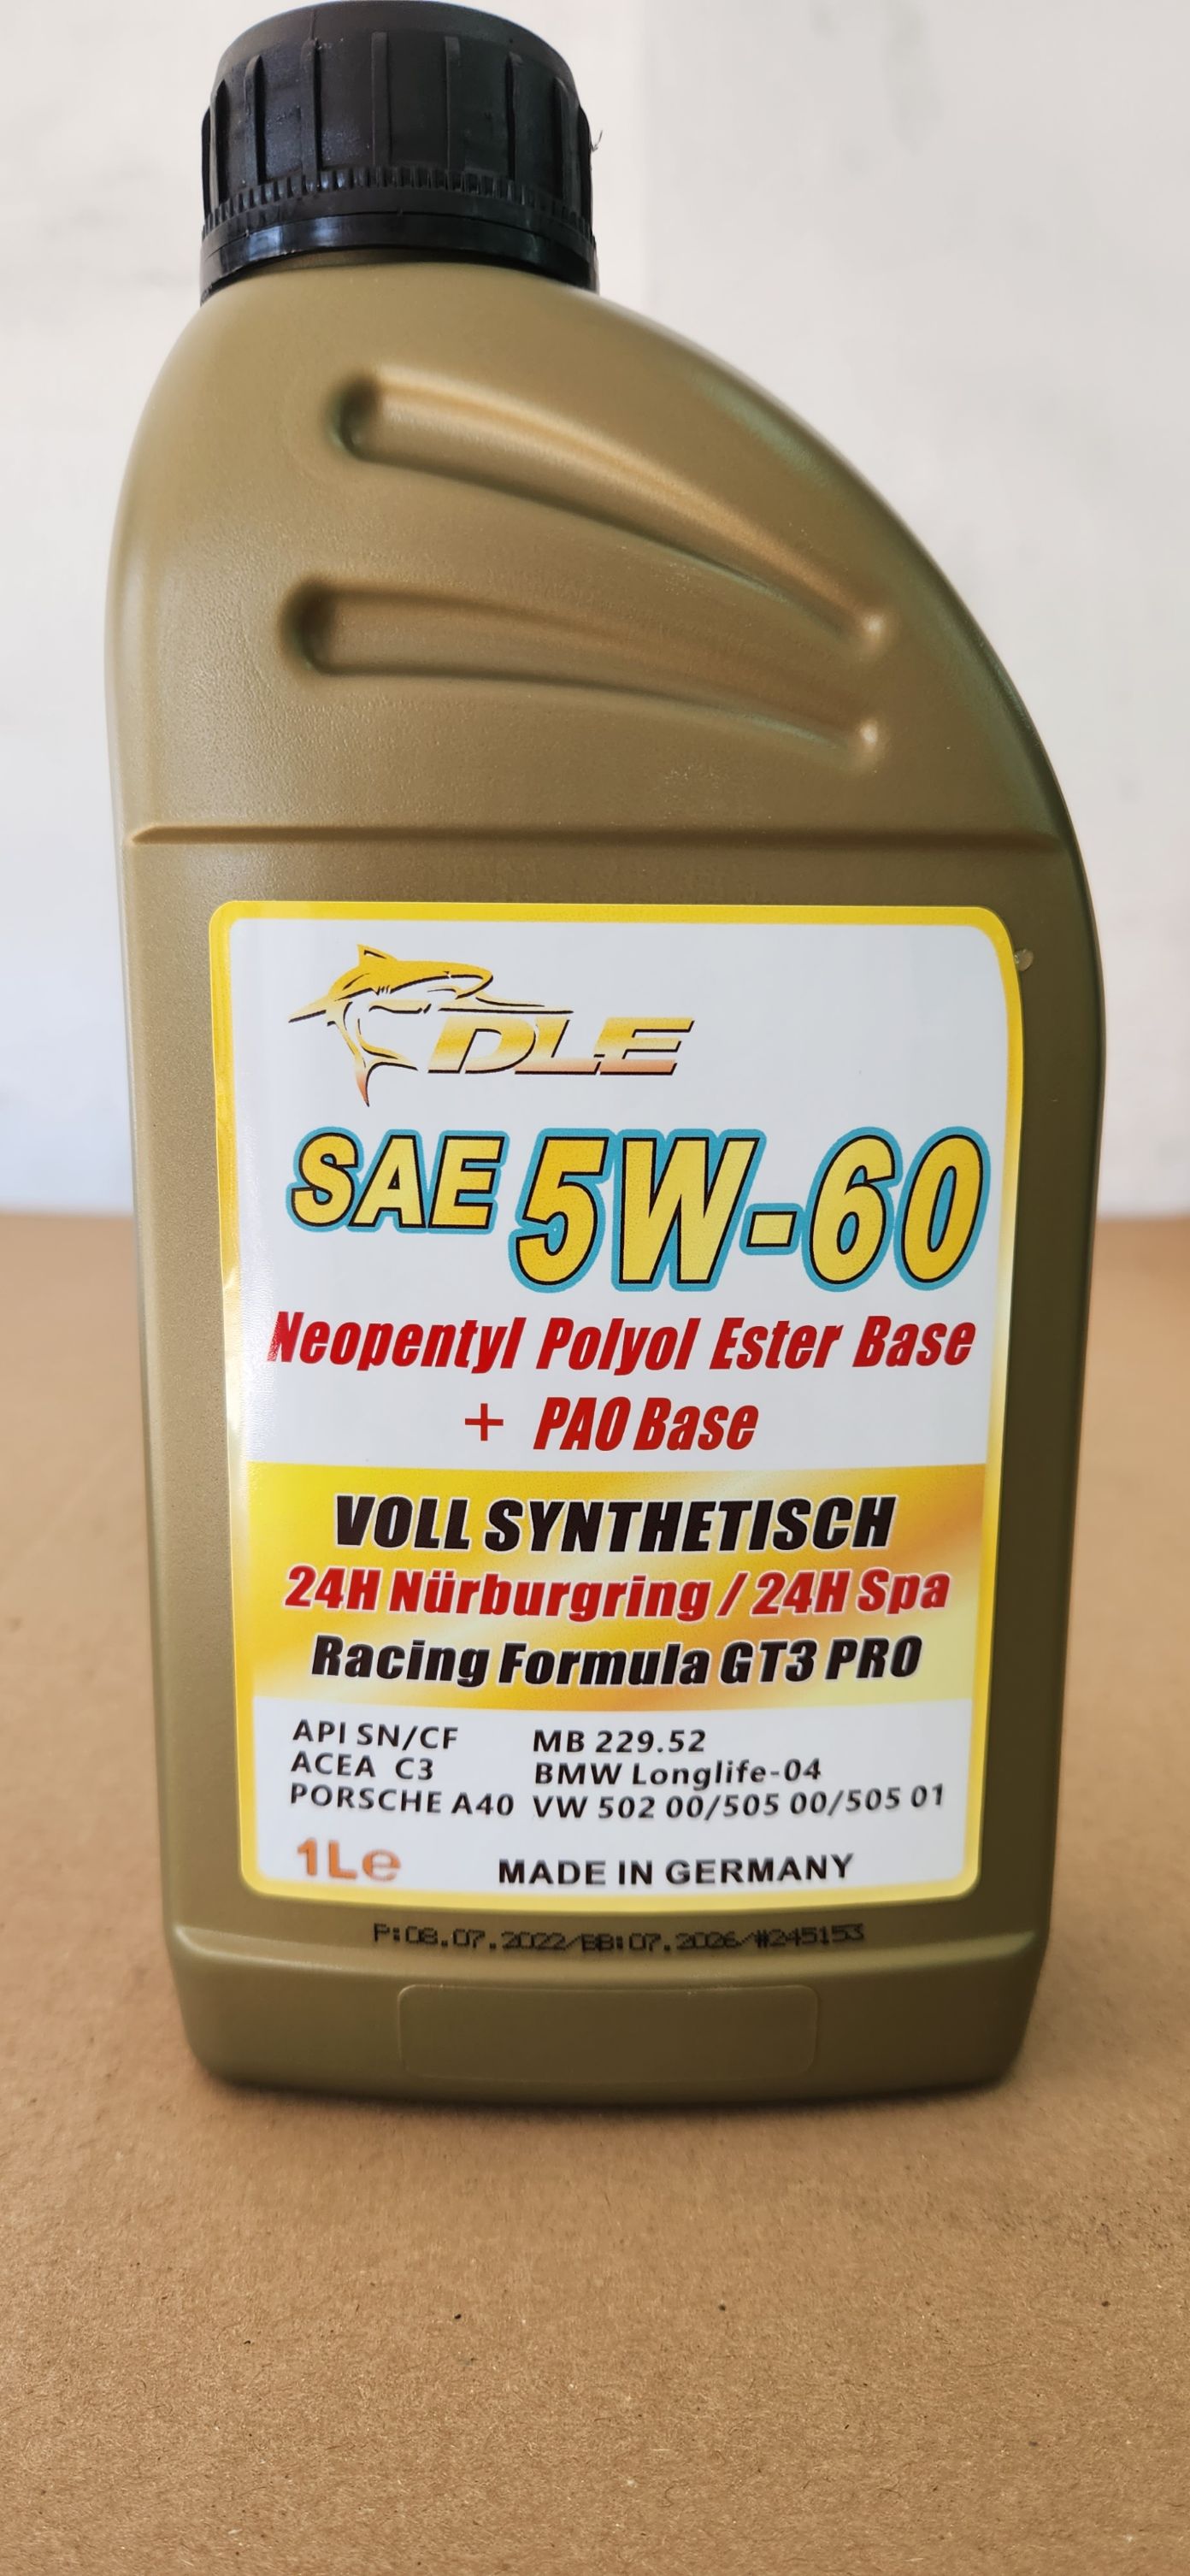 DLE
SAE 5W-60
Neopentyl Polyol Ester Base
+ PAO Base
VOLL SYNTHETISCH
24H Nürburgring / 24H Spa
Racing Formula GT3 PRO
API SN/CF MB 229.52
ACEA C3 BMW Longlife-04
PORSCHE A40 VW 502 00/505 00/505 01
1Le MADE IN GERMANY
P:08.07.2022/BB:07.2026/#245153